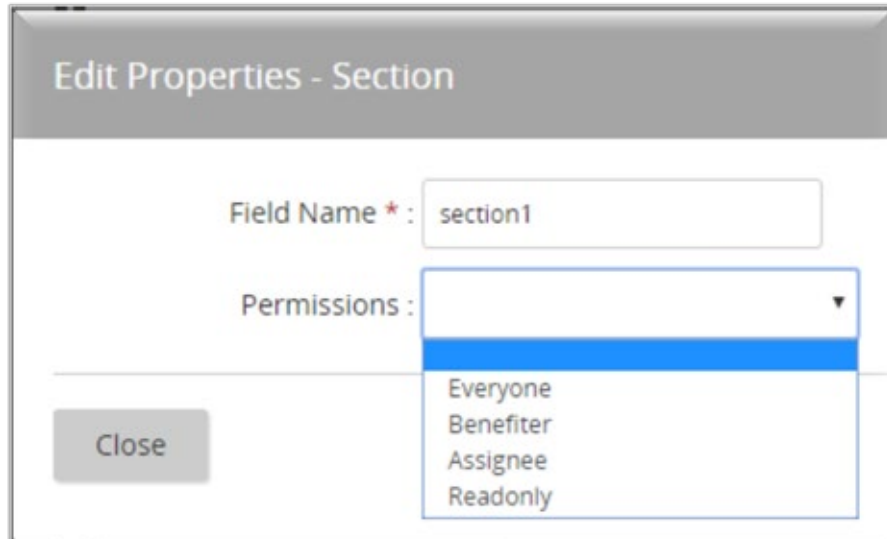 Edit Properties - Section
Field Name * : section1
Permissions :
Everyone
Benefiter
Assignee
Readonly
Close